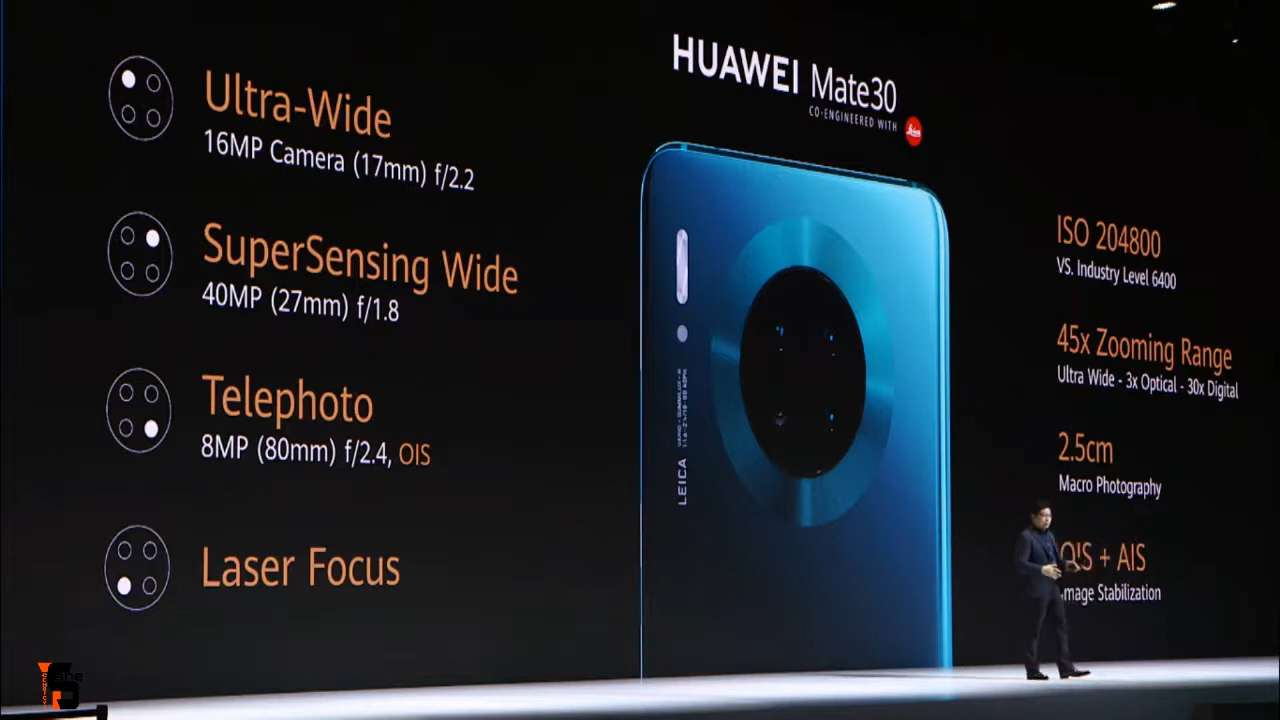 Ultra-Wide
16MP Camera (17mm) f/2.2
SuperSensing Wide
40MP (27mm) f/1.8
Telephoto
8MP (80mm) f/2.4, OIS
Laser Focus
HUAWEI Mate30
CO-ENGINEERED WITH
Leica
LEICA
ISO 204800
VS. Industry Level 6400
45x Zooming Range
Ultra Wide - 3x Optical - 30x Digital
2.5cm
Macro Photography
OIS + AIS
Image Stabilization